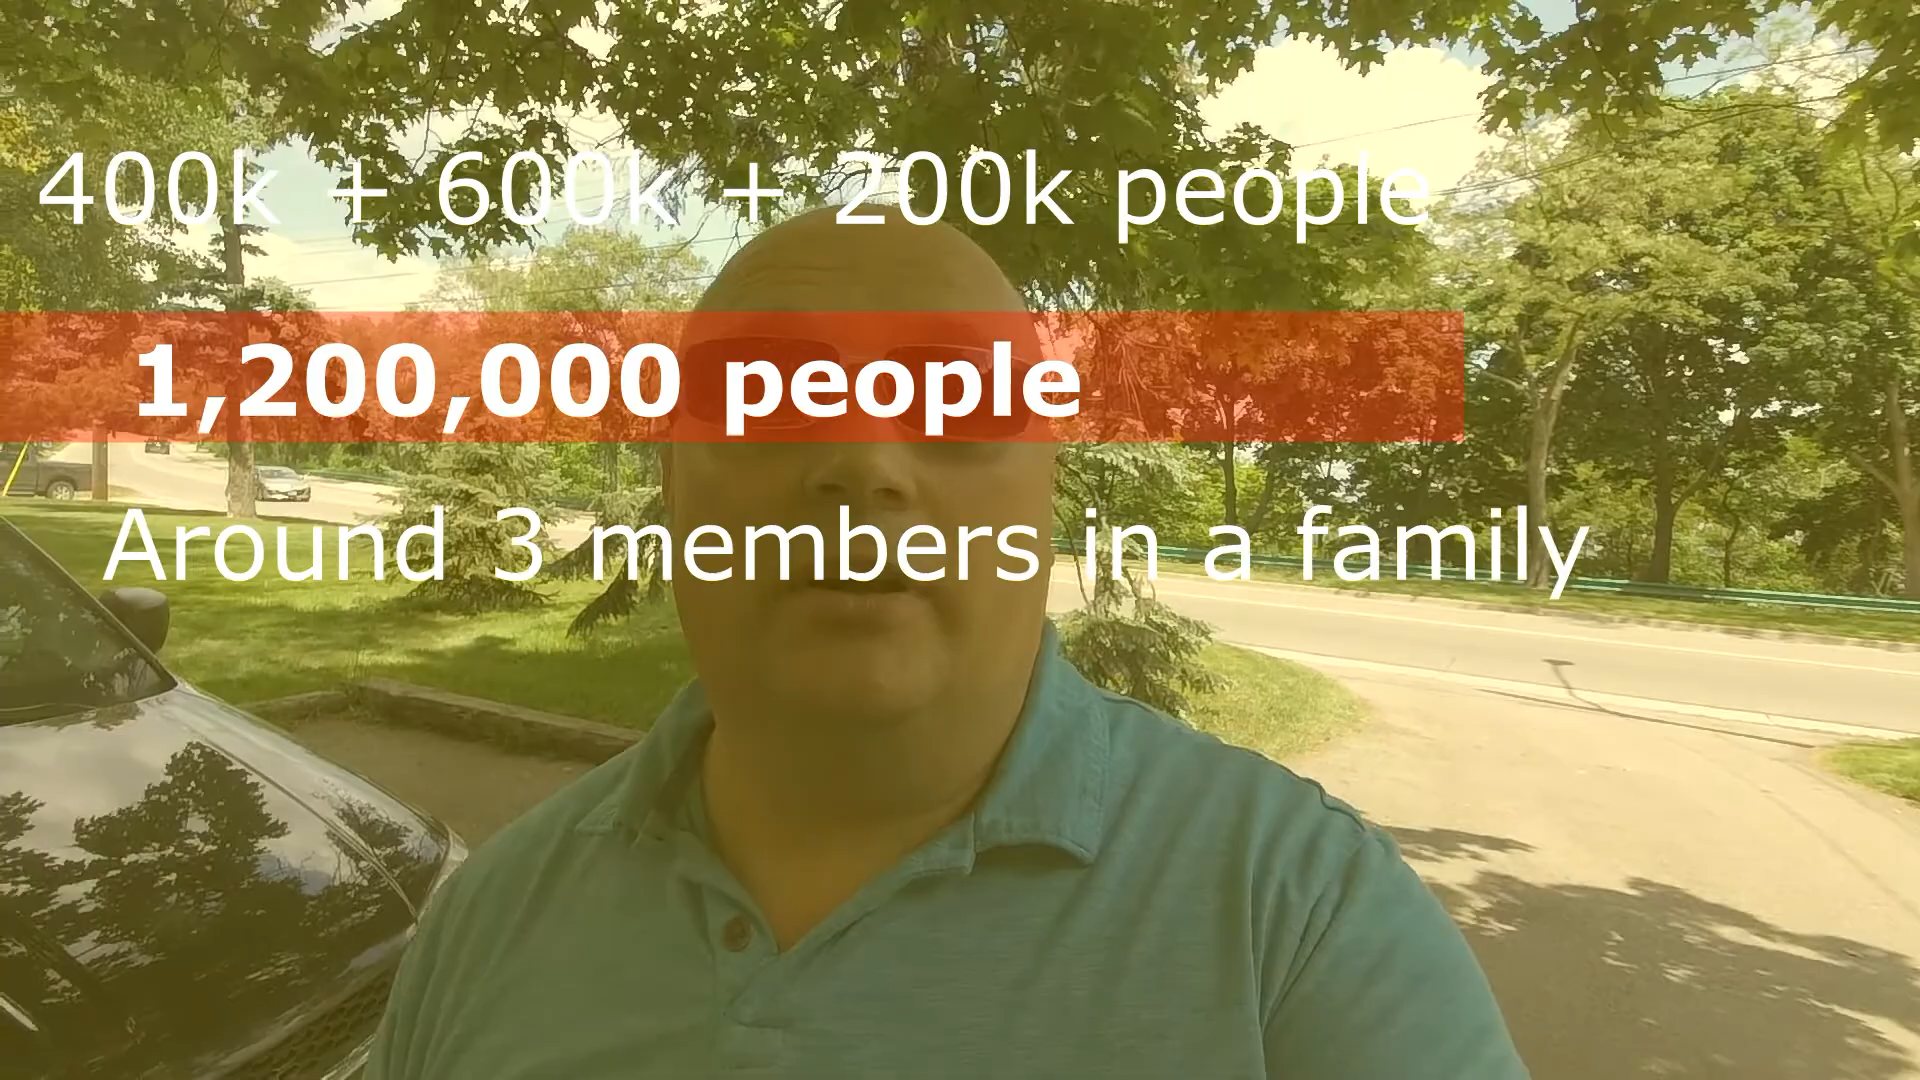 400k + 600k + 200k people
1,200,000 people
Around 3 members in a family